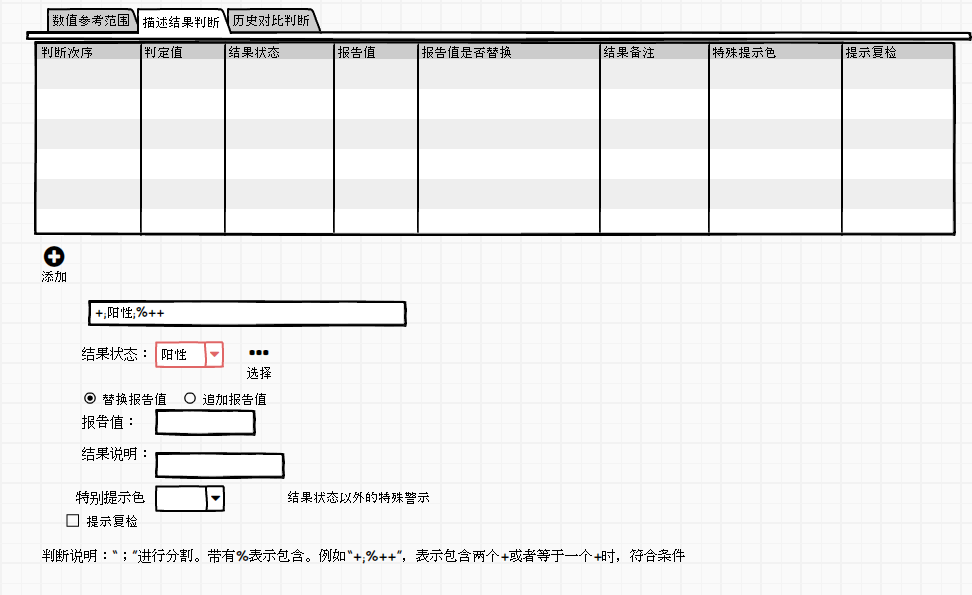 数值参考范围 描述结果判断 历史对比判断
判断次序 判定值 结果状态 报告值 报告值是否替换 结果备注 特殊提示色 提示复检
添加
+;阳性;%++
结果状态： 阳性
选择
替换报告值 追加报告值
报告值：
结果说明：
特别提示色 结果状态以外的特殊警示
提示复检
判断说明：“；”进行分割。带有%表示包含。例如“+;%++”，表示包含两个+或者等于一个+时，符合条件